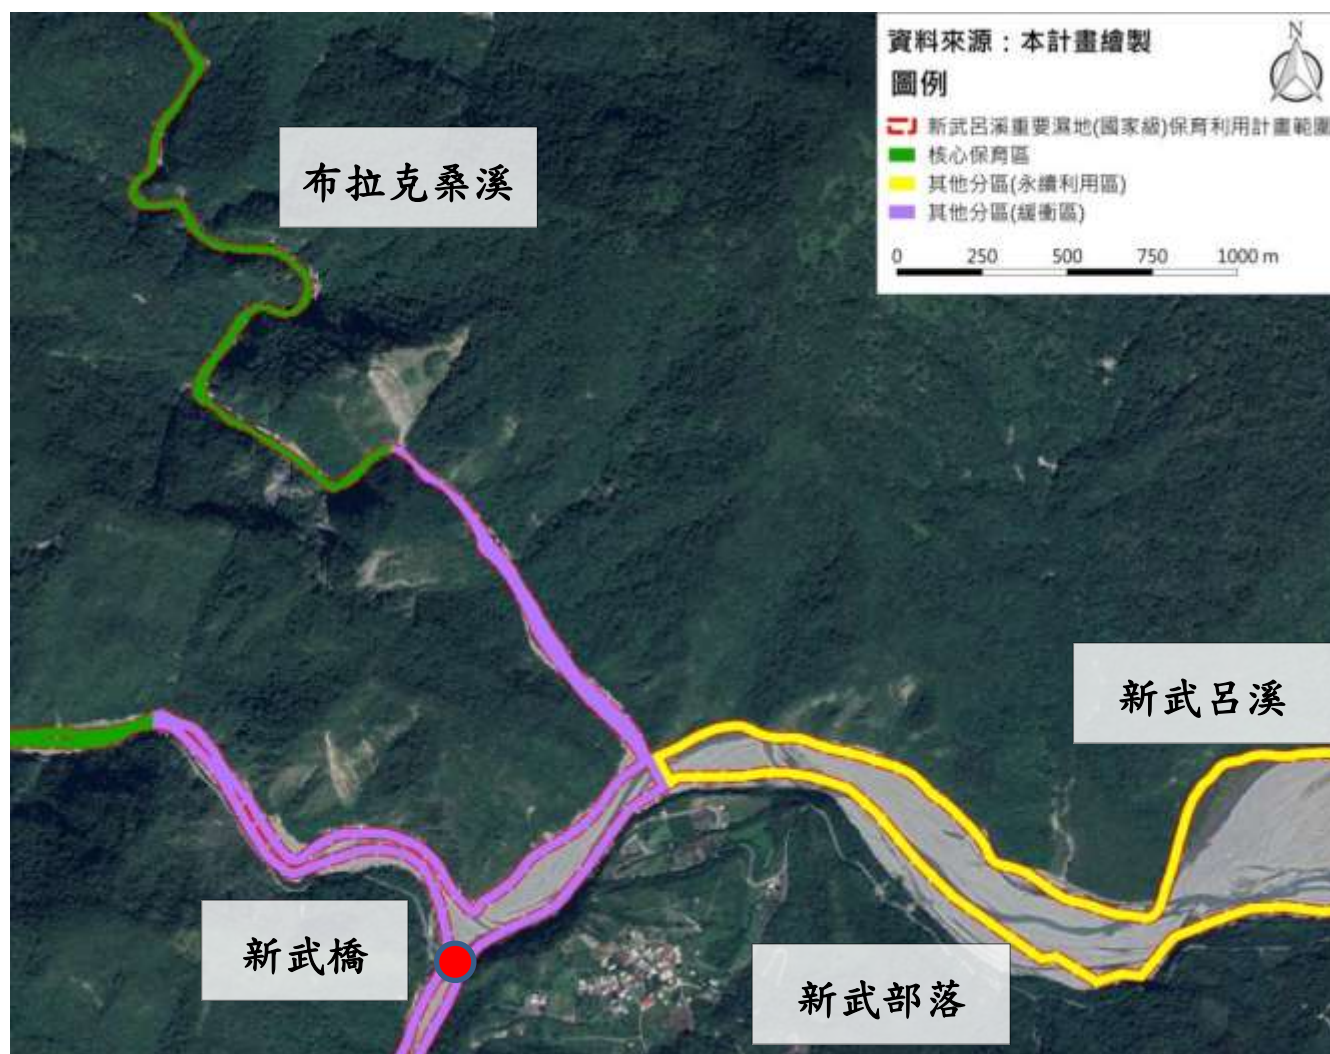 資料來源：本計畫繪製
N
圖例
新武呂溪重要濕地(國家級)保育利用計畫範圍
核心保育區
其他分區(永續利用區)
其他分區(緩衝區)
0 250 500 750 1000 m
布拉克桑溪
新武呂溪
新武橋
新武部落